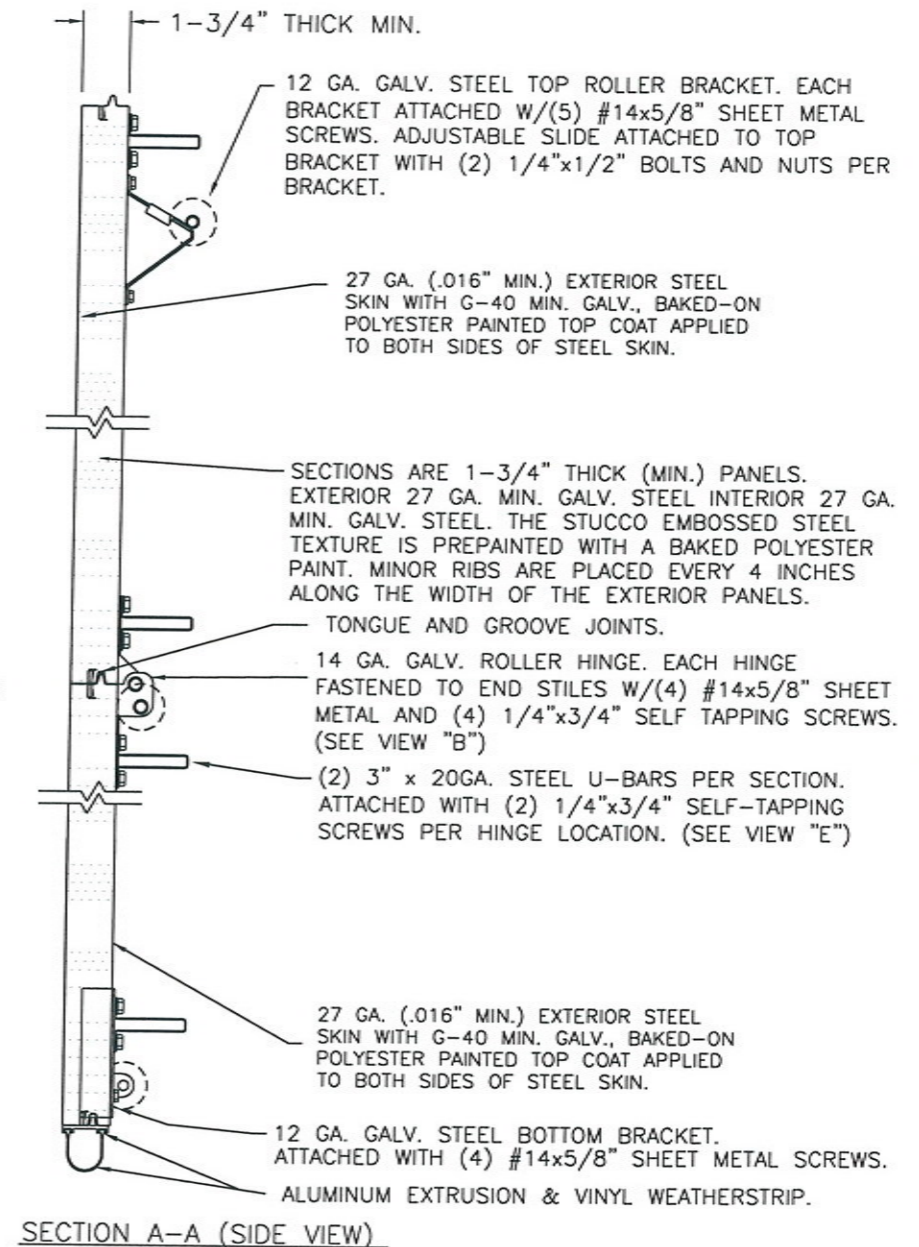 1-3/4" THICK MIN.
12 GA. GALV. STEEL TOP ROLLER BRACKET. EACH
BRACKET ATTACHED W/(5) #14x5/8" SHEET METAL
SCREWS. ADJUSTABLE SLIDE ATTACHED TO TOP
BRACKET WITH (2) 1/4"x1/2" BOLTS AND NUTS PER
BRACKET.
27 GA. (.016" MIN.) EXTERIOR STEEL
SKIN WITH G-40 MIN. GALV., BAKED-ON
POLYESTER PAINTED TOP COAT APPLIED
TO BOTH SIDES OF STEEL SKIN.
SECTIONS ARE 1-3/4" THICK (MIN.) PANELS.
EXTERIOR 27 GA. MIN. GALV. STEEL INTERIOR 27 GA.
MIN. GALV. STEEL. THE STUCCO EMBOSSED STEEL
TEXTURE IS PREPAINTED WITH A BAKED POLYESTER
PAINT. MINOR RIBS ARE PLACED EVERY 4 INCHES
ALONG THE WIDTH OF THE EXTERIOR PANELS.
TONGUE AND GROOVE JOINTS.
14 GA. GALV. ROLLER HINGE. EACH HINGE
FASTENED TO END STILES W/(4) #14x5/8" SHEET
METAL AND (4) 1/4"x3/4" SELF TAPPING SCREWS.
(SEE VIEW "B")
(2) 3" x 20GA. STEEL U-BARS PER SECTION.
ATTACHED WITH (2) 1/4"x3/4" SELF-TAPPING
SCREWS PER HINGE LOCATION. (SEE VIEW "E")
27 GA. (.016" MIN.) EXTERIOR STEEL
SKIN WITH G-40 MIN. GALV., BAKED-ON
POLYESTER PAINTED TOP COAT APPLIED
TO BOTH SIDES OF STEEL SKIN.
12 GA. GALV. STEEL BOTTOM BRACKET.
ATTACHED WITH (4) #14x5/8" SHEET METAL SCREWS.
ALUMINUM EXTRUSION & VINYL WEATHERSTRIP.
SECTION A-A (SIDE VIEW)